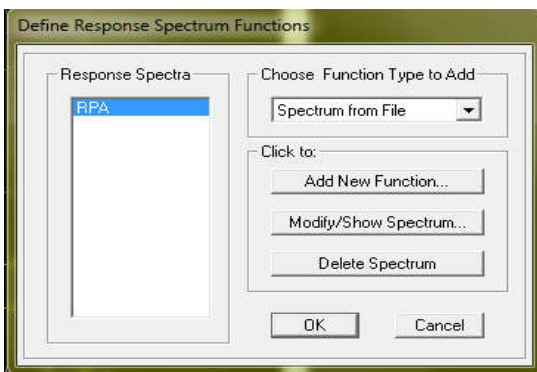 Define Response Spectrum Functions
Response Spectra
RPA
Choose Function Type to Add
Spectrum from File
Click to:
Add New Function...
Modify/Show Spectrum...
Delete Spectrum
OK
Cancel